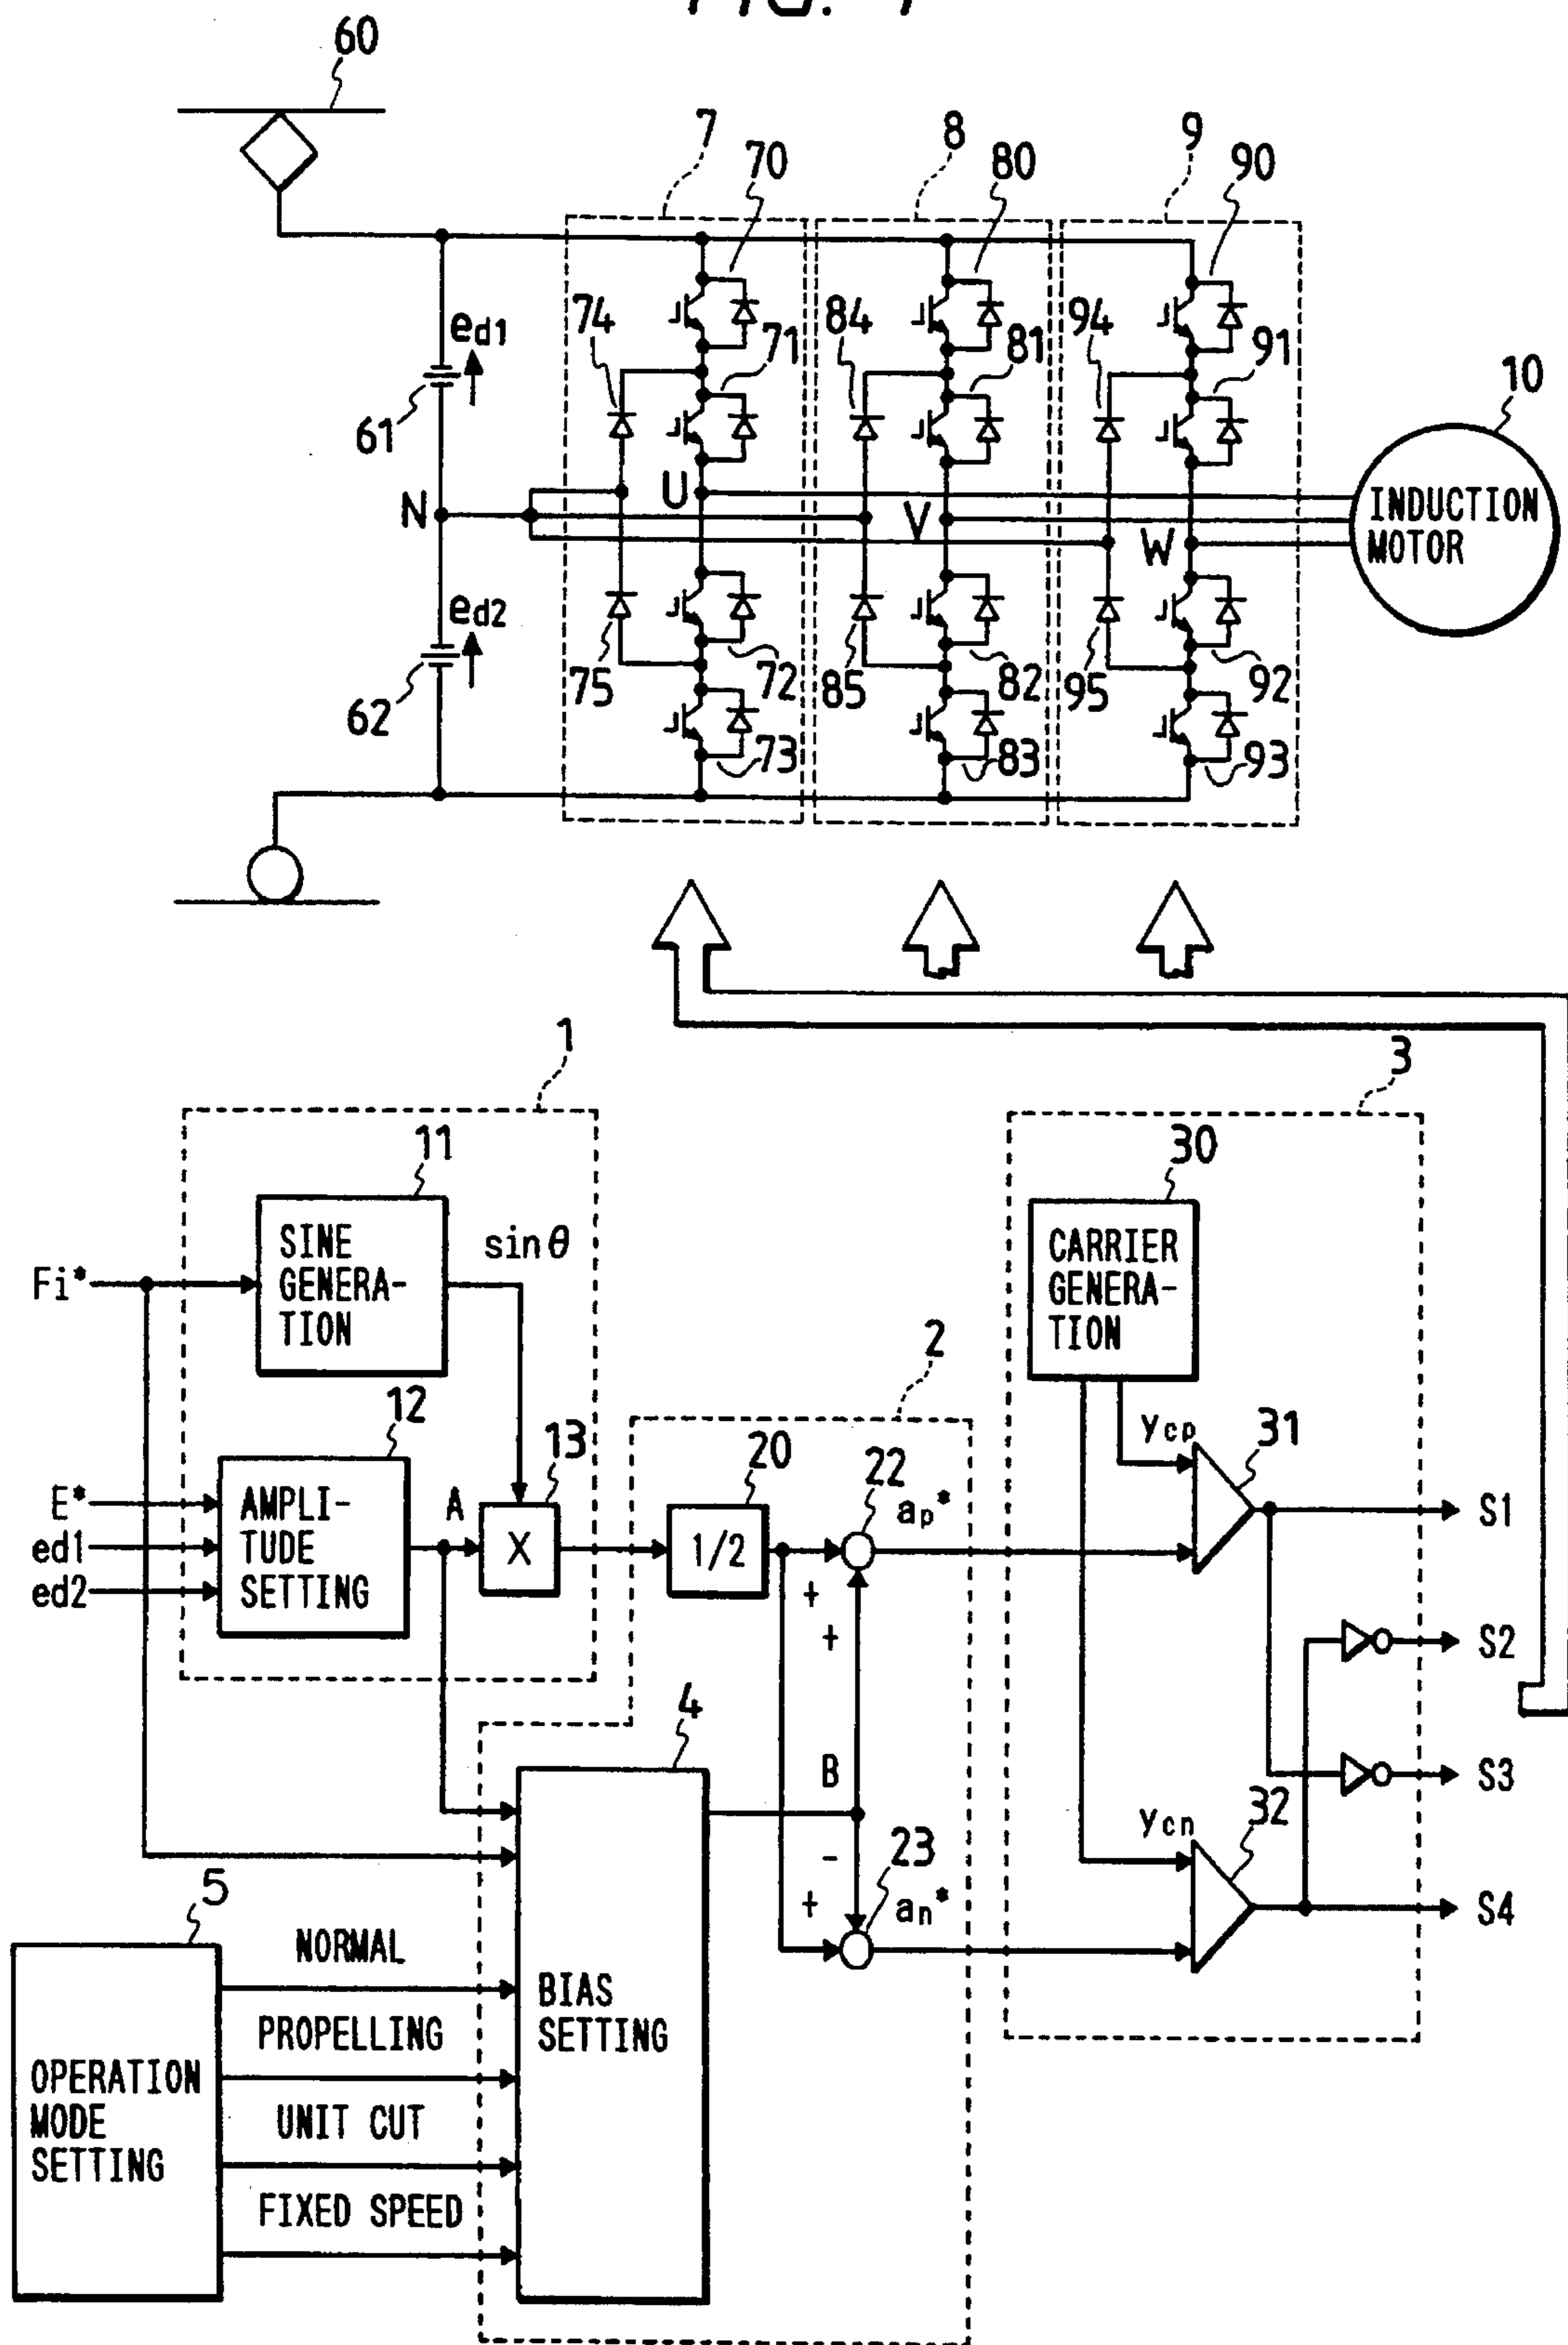 60
7
70
8
80
9
90
ed1
74
71
84
81
94
91
10
61
N
U
V
W
INDUCTION
MOTOR
ed2
62
75
72
85
82
95
92
73
83
93
1
3
11
30
SINE
GENERA-
TION
sinθ
CARRIER
GENERA-
TION
Fi*
2
12
13
20
22
ycp
31
E*
ed1
ed2
AMPLI-
TUDE
SETTING
A
X
1/2
ap*
S1
+
+
S2
4
B
S3
ycn
32
-
23
+
an*
S4
5
NORMAL
PROPELLING
UNIT CUT
FIXED SPEED
OPERATION
MODE
SETTING
BIAS
SETTING